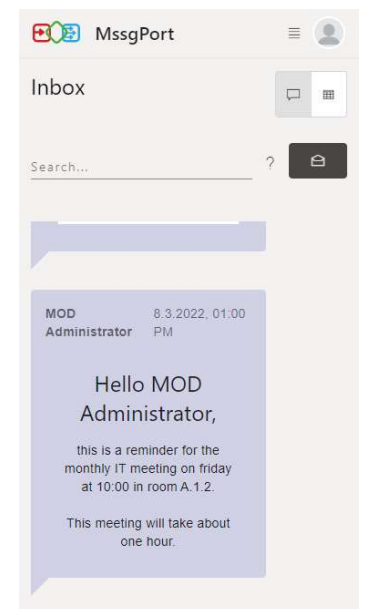 MssgPort
Inbox
Search...
?
MOD 8.3.2022, 01:00
Administrator PM
Hello MOD
Administrator,
this is a reminder for the
monthly IT meeting on friday
at 10:00 in room A.1.2.
This meeting will take about
one hour.